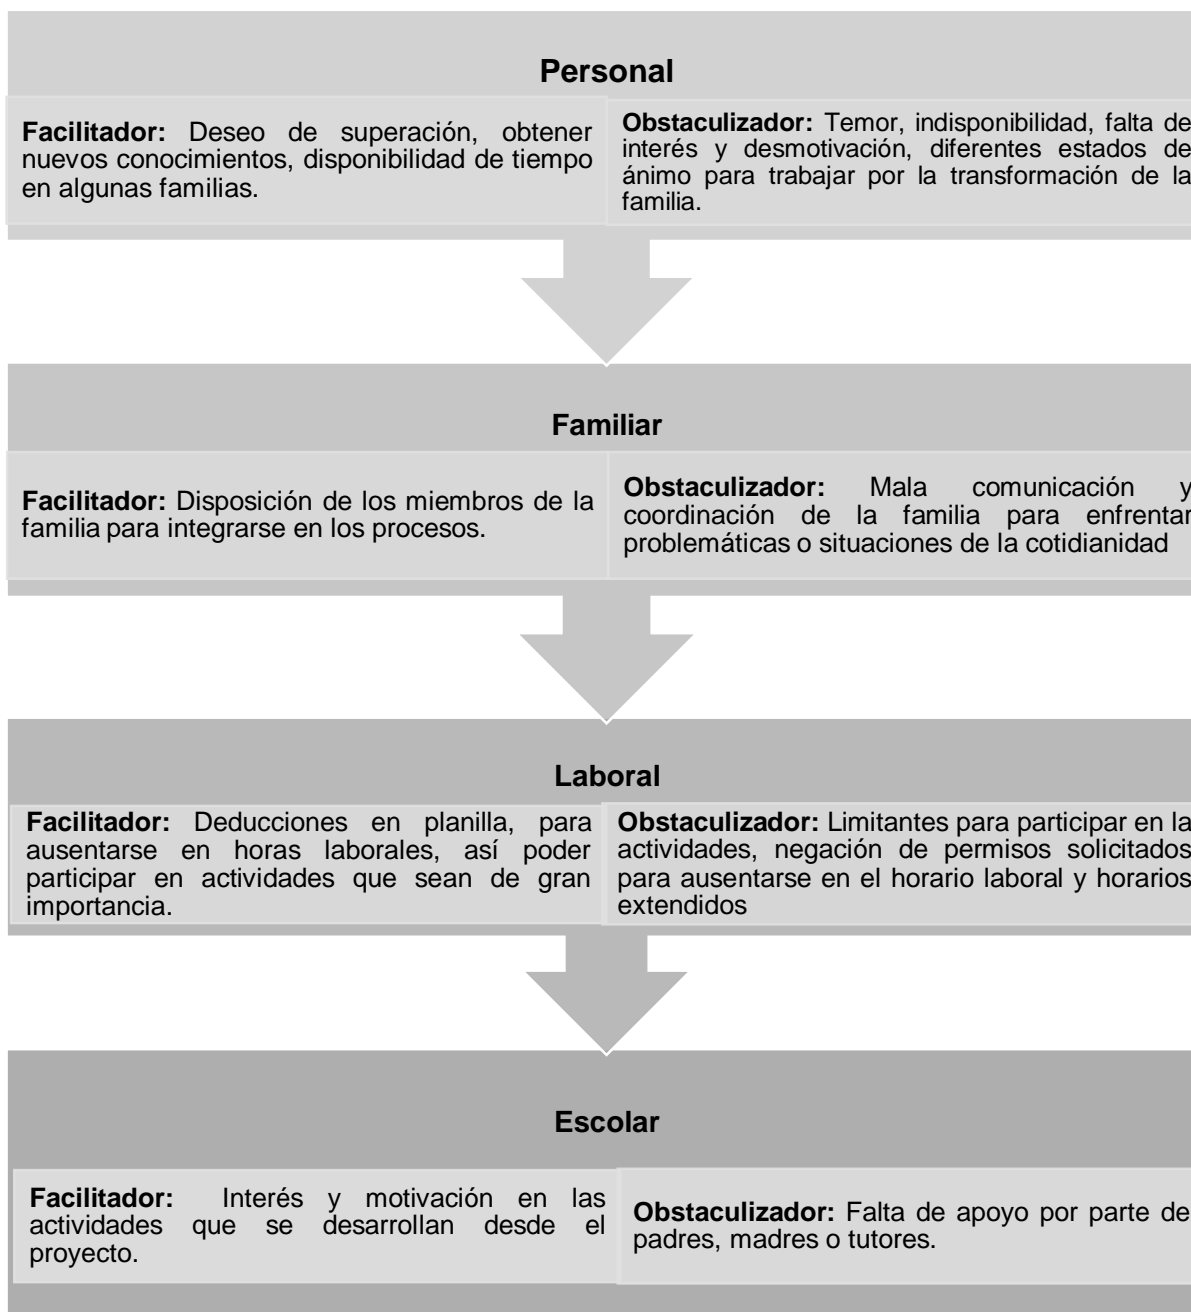 Personal
Facilitador: Deseo de superación, obtener
nuevos conocimientos, disponibilidad de tiempo
en algunas familias.
Obstaculizador: Temor, indisponibilidad, falta de
interés y desmotivación, diferentes estados de
ánimo para trabajar por la transformación de la
familia.
Familiar
Facilitador: Disposición de los miembros de la
familia para integrarse en los procesos.
Obstaculizador: Mala comunicación y
coordinación de la familia para enfrentar
problemáticas o situaciones de la cotidianidad
Laboral
Facilitador: Deducciones en planilla, para
ausentarse en horas laborales, así poder
participar en actividades que sean de gran
importancia.
Obstaculizador: Limitantes para participar en la
actividades, negación de permisos solicitados
para ausentarse en el horario laboral y horarios
extendidos
Escolar
Facilitador: Interés y motivación en las
actividades que se desarrollan desde el
proyecto.
Obstaculizador: Falta de apoyo por parte de
padres, madres o tutores.